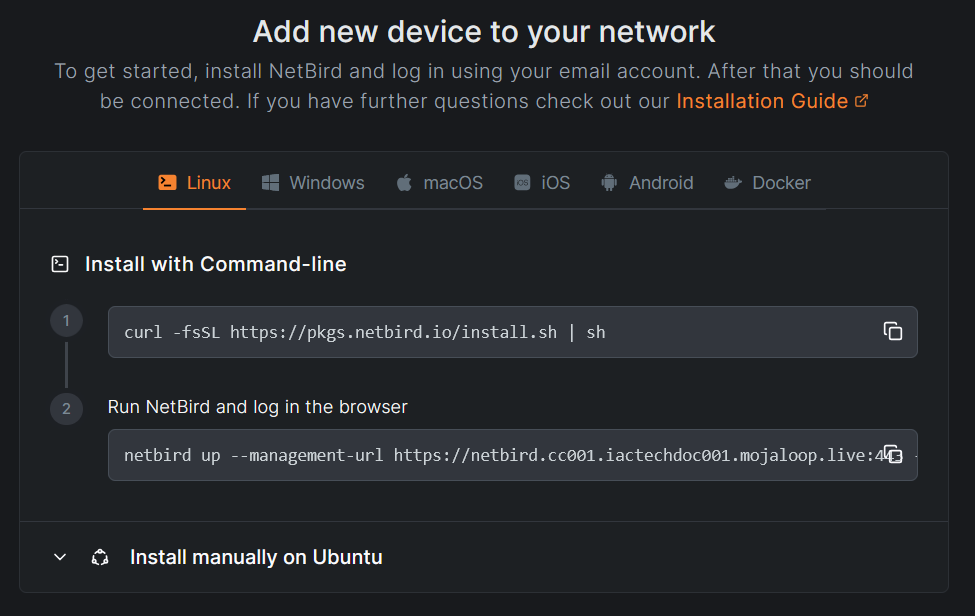 Add new device to your network
To get started, install NetBird and log in using your email account. After that you should
be connected. If you have further questions check out our Installation Guide
Linux Windows macOS iOS Android Docker
Install with Command-line
1
curl -fsSL https://pkgs.netbird.io/install.sh | sh
2
Run NetBird and log in the browser
netbird up --management-url https://netbird.cc001.iactechdoc001.mojaloop.live:443 -
Install manually on Ubuntu